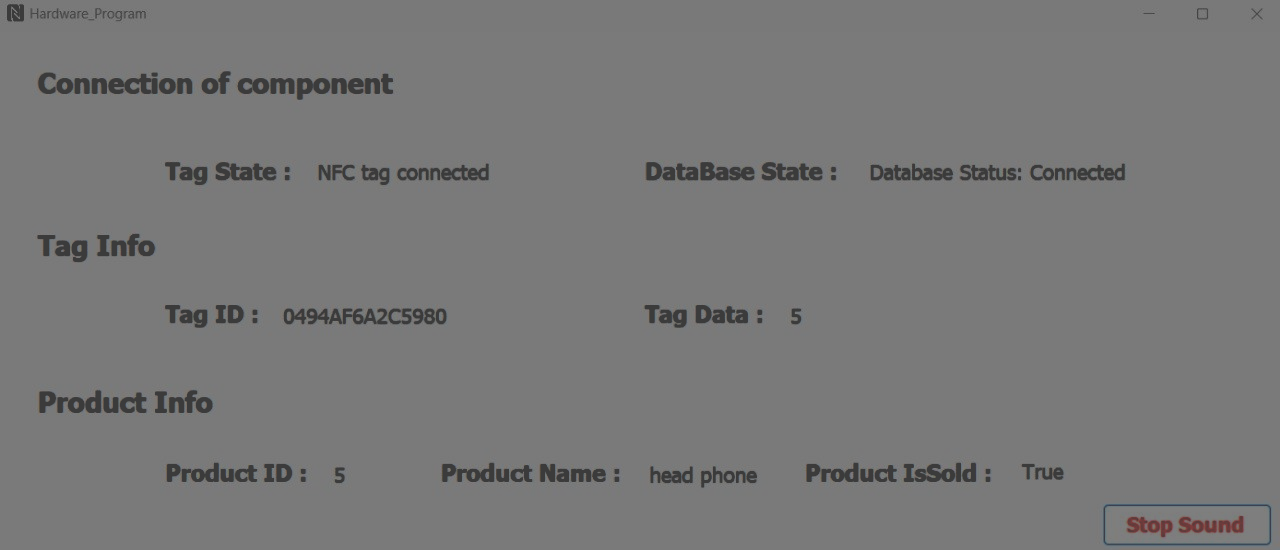 Hardware_Program
Connection of component
Tag State : NFC tag connected DataBase State : Database Status: Connected
Tag Info
Tag ID : 0494AF6A2C5980 Tag Data : 5
Product Info
Product ID : 5 Product Name : head phone Product IsSold : True
Stop Sound